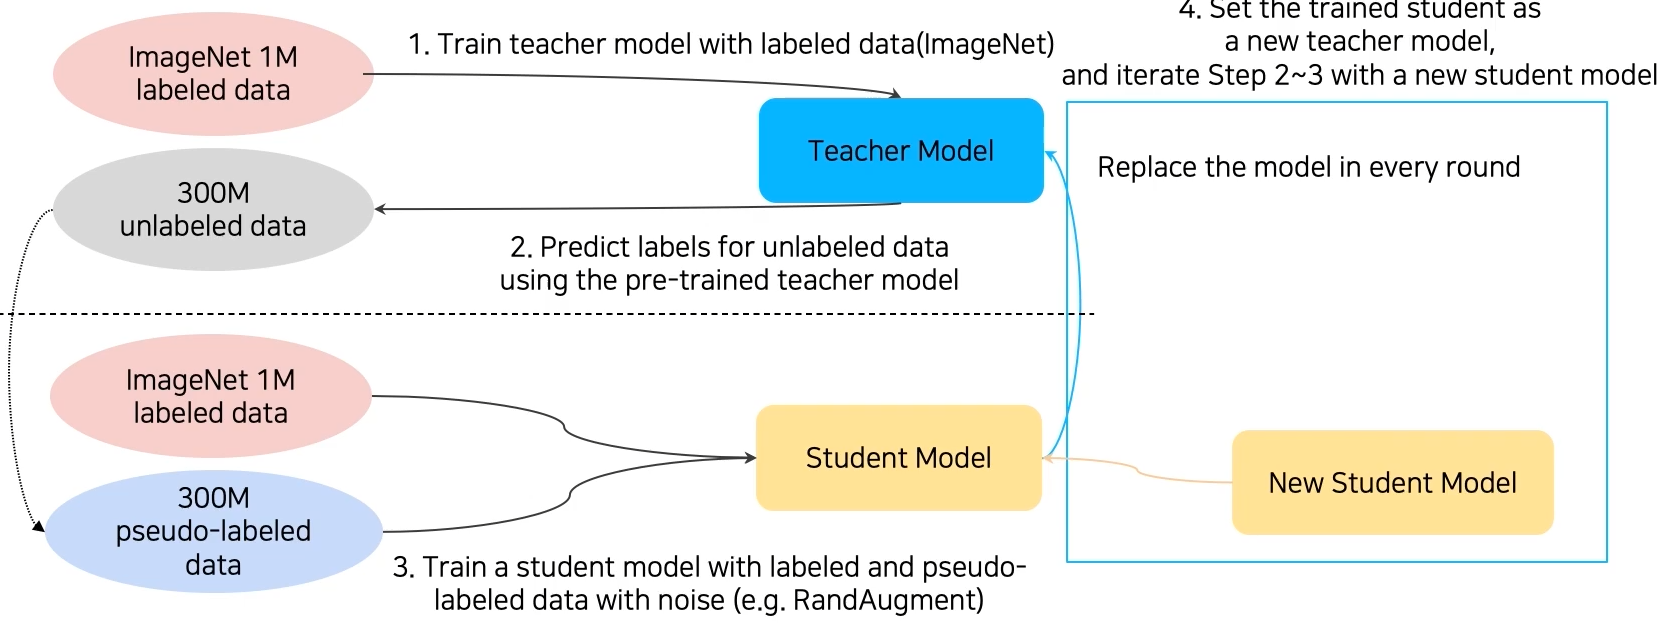 ImageNet 1M
labeled data
1. Train teacher model with labeled data(ImageNet)
4. Set the trained student as
a new teacher model,
and iterate Step 2~3 with a new student model
Teacher Model
Replace the model in every round
300M
unlabeled data
2. Predict labels for unlabeled data
using the pre-trained teacher model
ImageNet 1M
labeled data
Student Model
New Student Model
300M
pseudo-labeled
data
3. Train a student model with labeled and pseudo-
labeled data with noise (e.g. RandAugment)